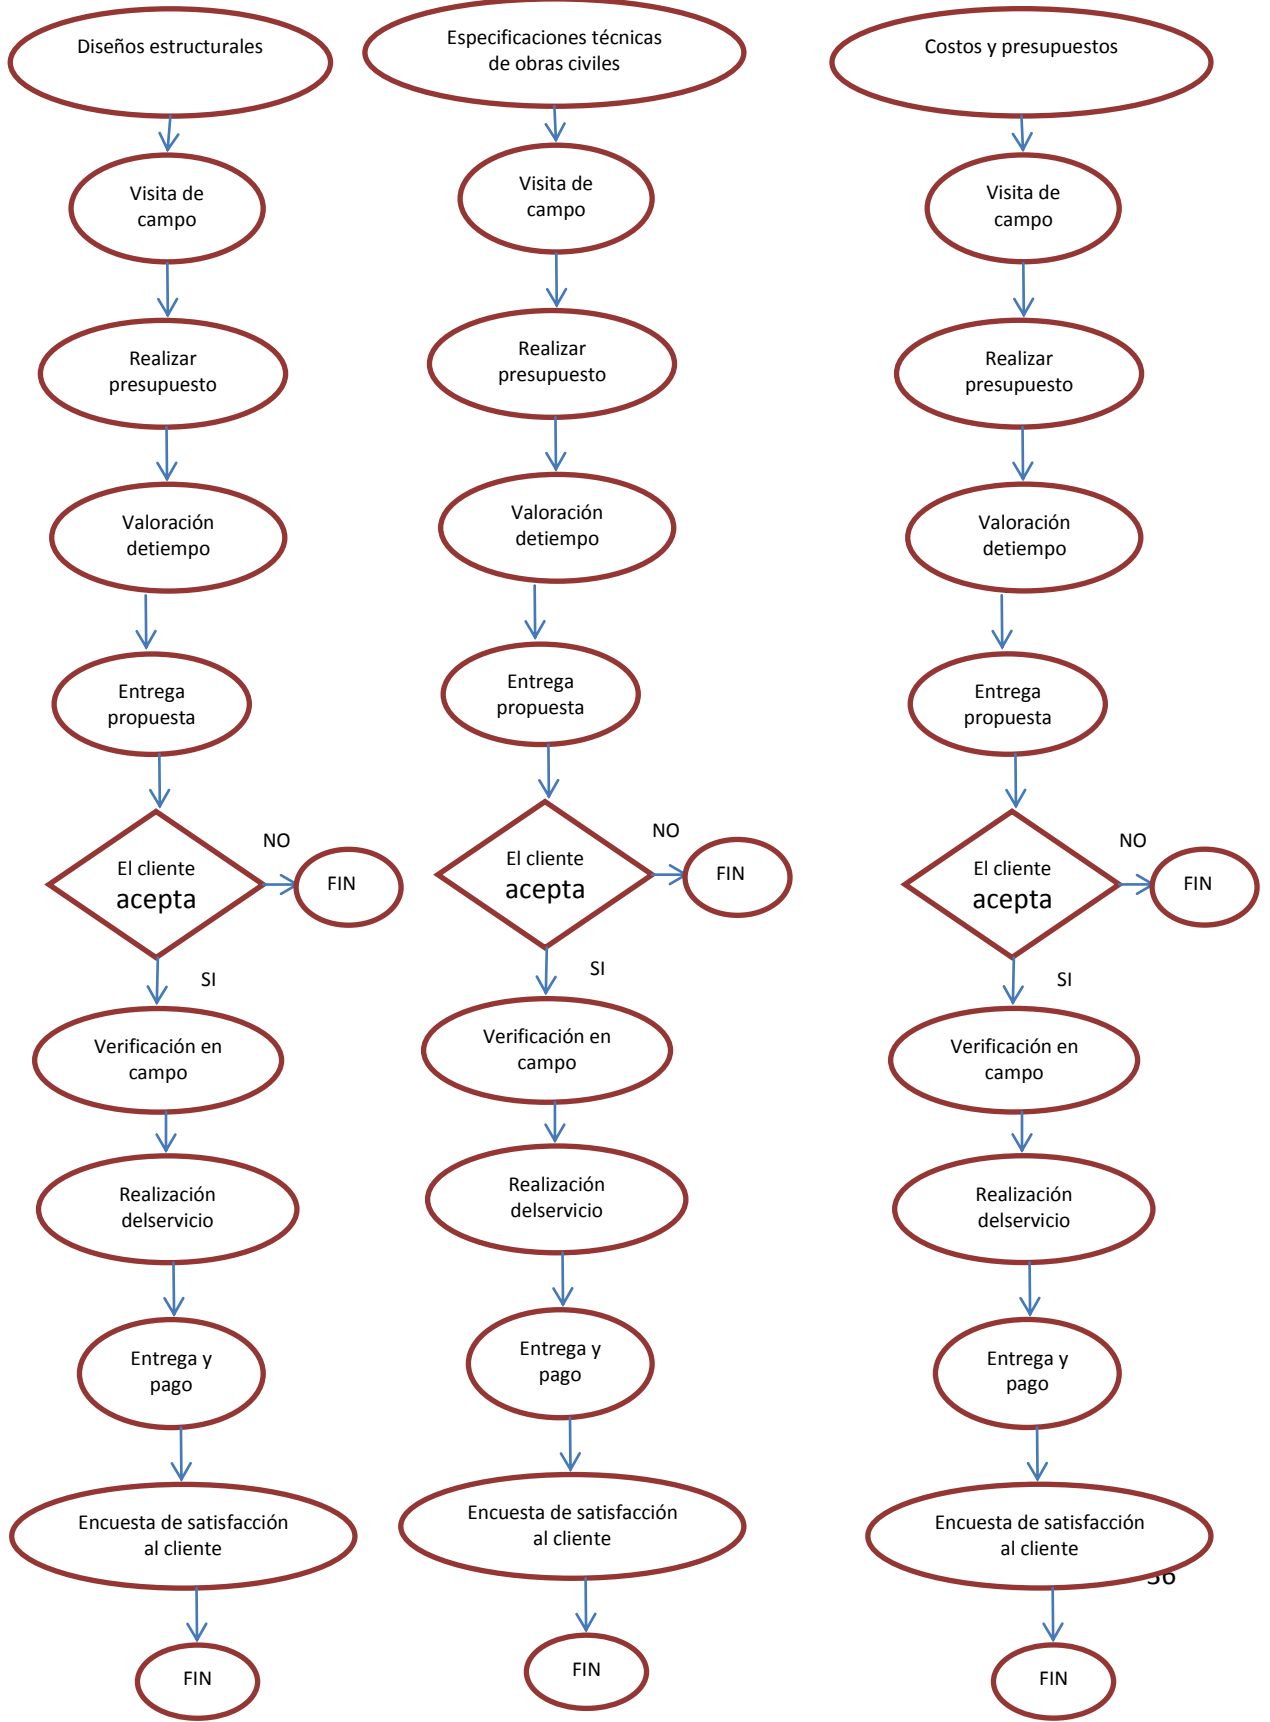 Diseños estructurales
Visita de
campo
Realizar
presupuesto
Valoración
detiempo
Entrega
propuesta
El cliente
acepta
NO
FIN
SI
Verificación en
campo
Realización
delservicio
Entrega y
pago
Encuesta de satisfacción
al cliente
FIN
Especificaciones técnicas
de obras civiles
Visita de
campo
Realizar
presupuesto
Valoración
detiempo
Entrega
propuesta
El cliente
acepta
NO
FIN
SI
Verificación en
campo
Realización
delservicio
Entrega y
pago
Encuesta de satisfacción
al cliente
FIN
Costos y presupuestos
Visita de
campo
Realizar
presupuesto
Valoración
detiempo
Entrega
propuesta
El cliente
acepta
NO
FIN
SI
Verificación en
campo
Realización
delservicio
Entrega y
pago
Encuesta de satisfacción
al cliente
FIN